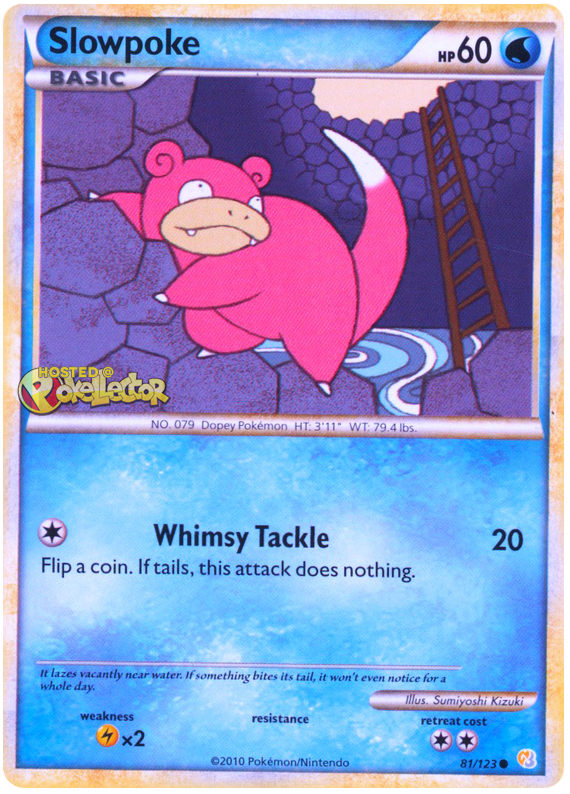 Slowpoke
HP 60
BASIC
HOSTED @
Pokellector
NO. 079 Dopey Pokémon HT: 3'11" WT: 79.4 lbs.
Whimsy Tackle 20
Flip a coin. If tails, this attack does nothing.
It lazes vacantly near water. If something bites its tail, it won't even notice for a
whole day.
Illus. Sumiyoshi Kizuki
weakness resistance retreat cost
×2
©2010 Pokémon/Nintendo 81/123